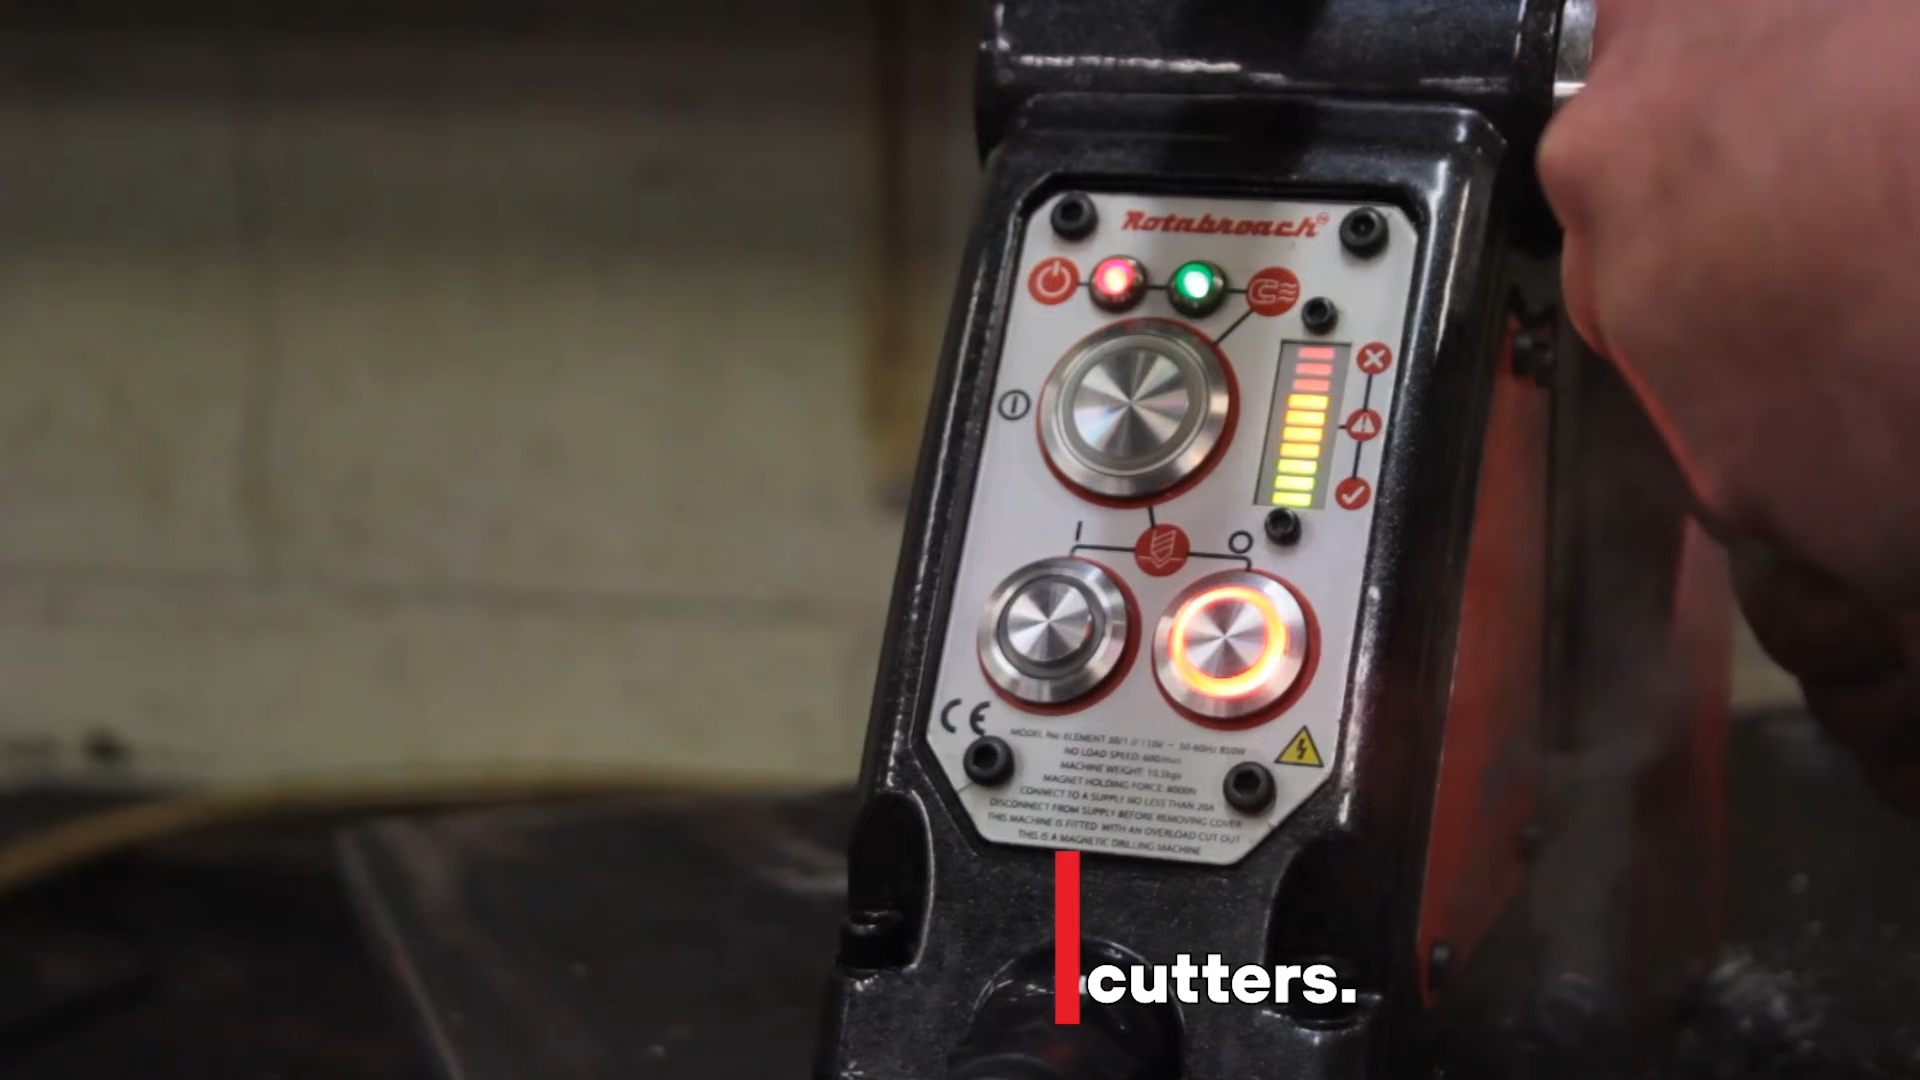 Rotabroach
I
O
CE
MODEL No: ELEMENT 80/1 // 110V ~ 50-60Hz 850W
NO LOAD SPEED: 600/min
MACHINE WEIGHT: 10.5kgs
MAGNET HOLDING FORCE: 8000N
CONNECT TO A SUPPLY NO LESS THAN 20A
DISCONNECT FROM SUPPLY BEFORE REMOVING COVER
THIS MACHINE IS FITTED WITH AN OVERLOAD CUT OUT
THIS IS A MAGNETIC DRILLING MACHINE
cutters.